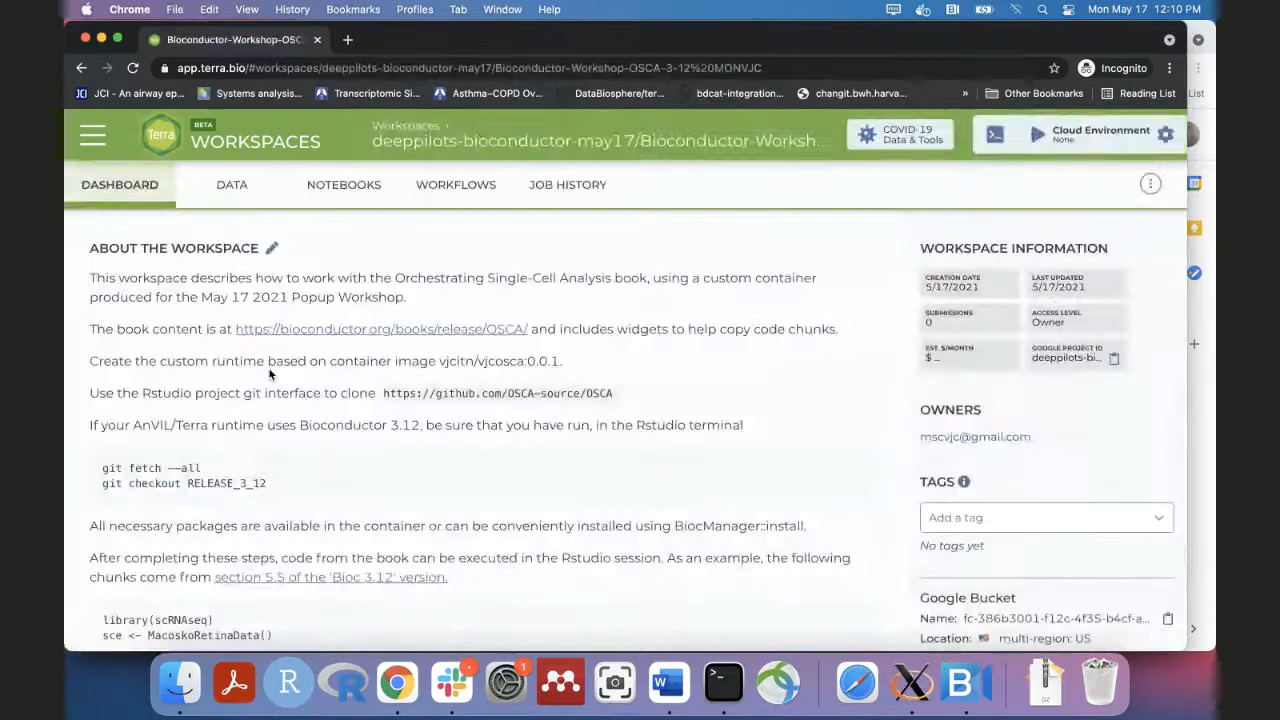 Chrome File Edit View History Bookmarks Profiles Tab Window Help Mon May 17 12:10 PM
Bioconductor-Workshop-OSC
app.terra.bio/#workspaces/deeppilots-bioconductor-may17/Bioconductor-Workshop-OSCA-3-12%20MONVJC Incognito
JCI - An airway ep... Systems analysis... Transcriptomic Si... Asthma-COPD Ov... DataBiosphere/ter... bdcat-integration... changit.bwh.harva... » Other Bookmarks Reading List List
Terra BETA WORKSPACES
Workspaces ›
deeppilots-bioconductor-may17/Bioconductor-Worksh...
COVID-19
Data & Tools
Cloud Environment
None
DASHBOARD DATA NOTEBOOKS WORKFLOWS JOB HISTORY
ABOUT THE WORKSPACE
This workspace describes how to work with the Orchestrating Single-Cell Analysis book, using a custom container
produced for the May 17 2021 Popup Workshop.
The book content is at https://bioconductor.org/books/release/OSCA/ and includes widgets to help copy code chunks.
Create the custom runtime based on container image vjcitn/vjcosca:0.0.1.
Use the Rstudio project git interface to clone https://github.com/OSCA-source/OSCA
If your AnVIL/Terra runtime uses Bioconductor 3.12, be sure that you have run, in the Rstudio terminal
git fetch --all
git checkout RELEASE_3_12
All necessary packages are available in the container or can be conveniently installed using BiocManager::install.
After completing these steps, code from the book can be executed in the Rstudio session. As an example, the following
chunks come from section 5.5 of the 'Bioc 3.12' version.
library(scRNAseq)
sce <- MacoskoRetinaData()
WORKSPACE INFORMATION
CREATION DATE
5/17/2021
LAST UPDATED
5/17/2021
SUBMISSIONS
0
ACCESS LEVEL
Owner
EST. $/MONTH
$ -
GOOGLE PROJECT ID
deeppilots-bi...
OWNERS
mscvjc@gmail.com
TAGS
Add a tag
No tags yet
Google Bucket
Name: fc-386b3001-f12c-4f35-b4cf-a...
Location: multi-region: US